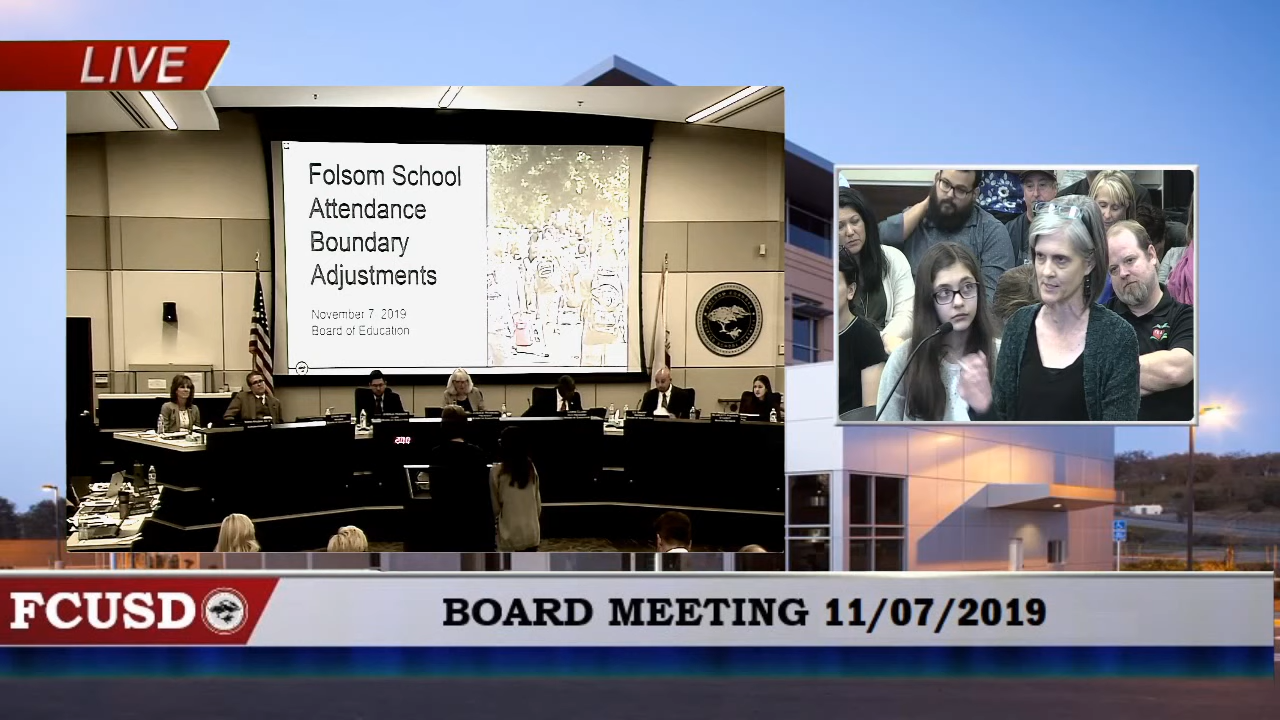 LIVE
Folsom School
Attendance
Boundary
Adjustments
November 7, 2019
Board of Education
FCUSD
BOARD MEETING 11/07/2019